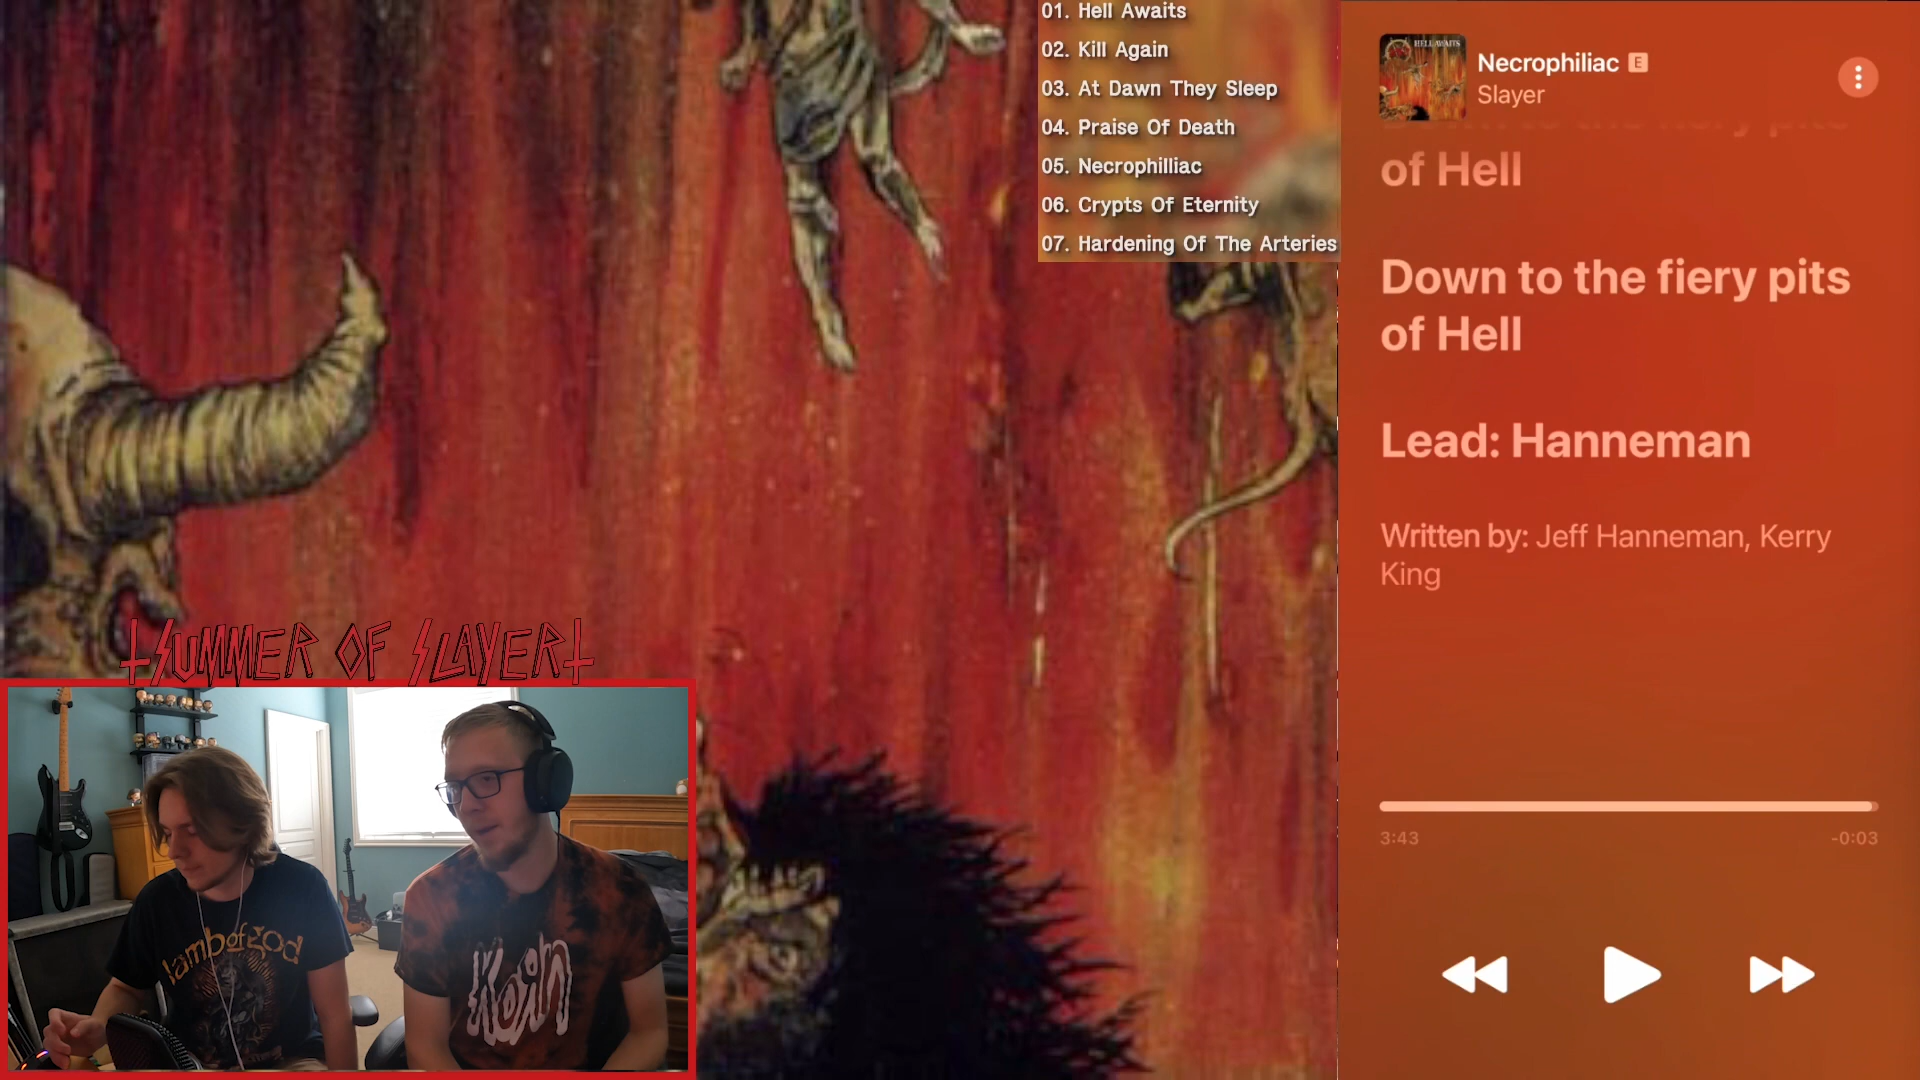 01. Hell Awaits
02. Kill Again
03. At Dawn They Sleep
04. Praise Of Death
05. Necrophilliac
06. Crypts Of Eternity
07. Hardening Of The Arteries
HELL AWAITS
Necrophiliac E
Slayer
of Hell
Down to the fiery pits
of Hell
Lead: Hanneman
Written by: Jeff Hanneman, Kerry
King
3:43
-0:03
SUMMER OF SLAYER
lamb of god
Korn